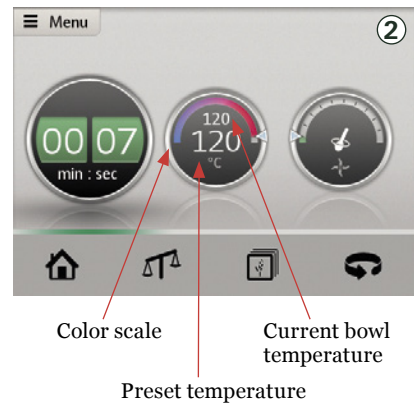 ☰ Menu
②
00 07
min : sec
120
120
°C
Color scale
Current bowl
temperature
Preset temperature